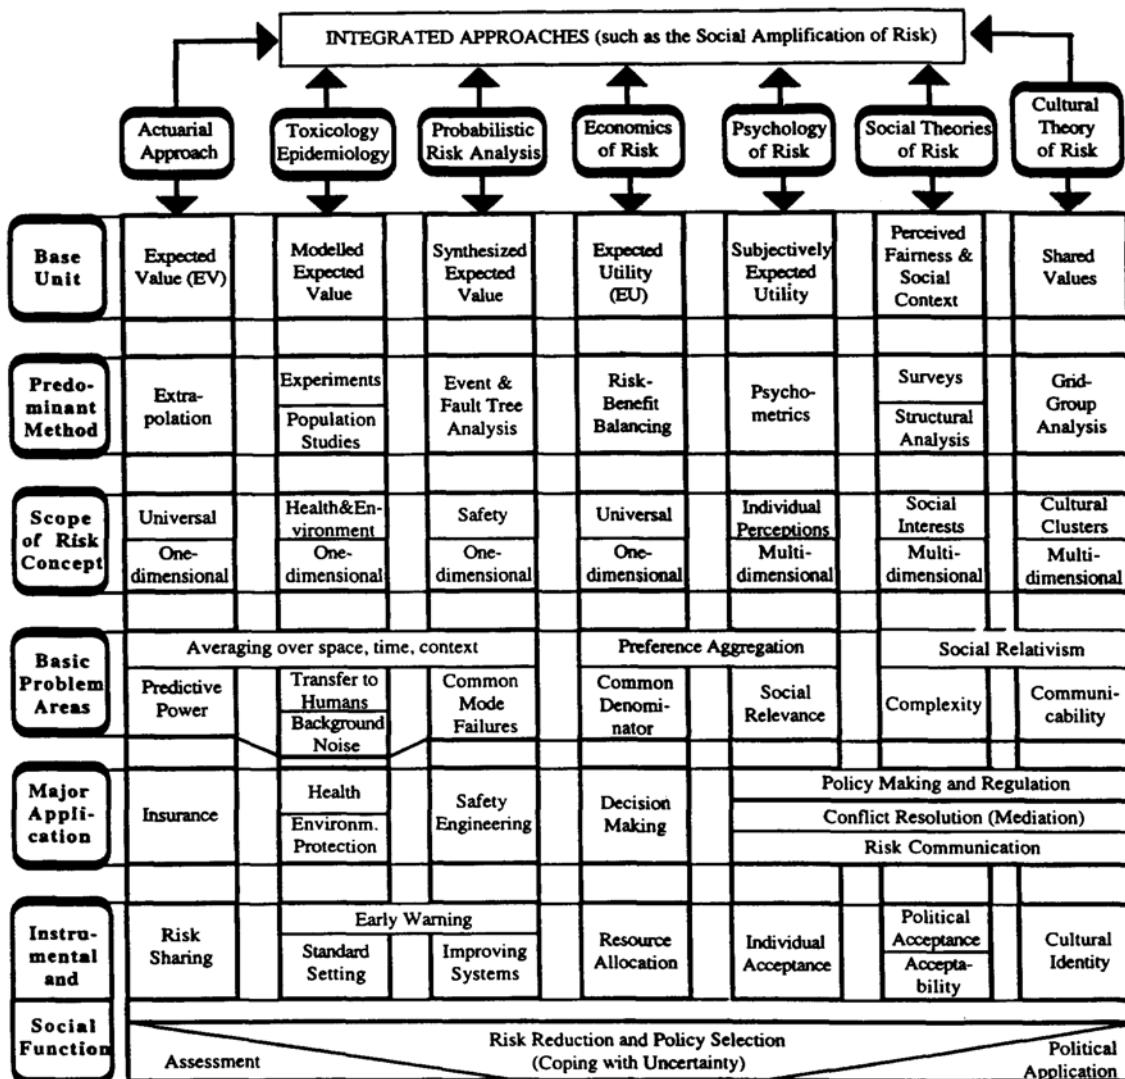 INTEGRATED APPROACHES (such as the Social Amplification of Risk)
Actuarial
Approach
Toxicology
Epidemiology
Probabilistic
Risk Analysis
Economics
of Risk
Psychology
of Risk
Social Theories
of Risk
Cultural
Theory
of Risk
Base
Unit
Expected
Value (EV)
Modelled
Expected
Value
Synthesized
Expected
Value
Expected
Utility
(EU)
Subjectively
Expected
Utility
Perceived
Fairness &
Social
Context
Shared
Values
Predo-
minant
Method
Extra-
polation
Experiments
Population
Studies
Event &
Fault Tree
Analysis
Risk-
Benefit
Balancing
Psycho-
metrics
Surveys
Structural
Analysis
Grid-
Group
Analysis
Scope
of Risk
Concept
Universal
One-
dimensional
Health&En-
vironment
One-
dimensional
Safety
One-
dimensional
Universal
One-
dimensional
Individual
Perceptions
Multi-
dimensional
Social
Interests
Multi-
dimensional
Cultural
Clusters
Multi-
dimensional
Basic
Problem
Areas
Averaging over space, time, context
Preference Aggregation
Social Relativism
Predictive
Power
Transfer to
Humans
Background
Noise
Common
Mode
Failures
Common
Denomi-
nator
Social
Relevance
Complexity
Communi-
cability
Major
Appli-
cation
Insurance
Health
Environm.
Protection
Safety
Engineering
Decision
Making
Policy Making and Regulation
Conflict Resolution (Mediation)
Risk Communication
Instru-
mental
and
Social
Function
Risk
Sharing
Early Warning
Standard
Setting
Improving
Systems
Resource
Allocation
Individual
Acceptance
Political
Acceptance
Accepta-
bility
Cultural
Identity
Assessment
Risk Reduction and Policy Selection
(Coping with Uncertainty)
Political
Application